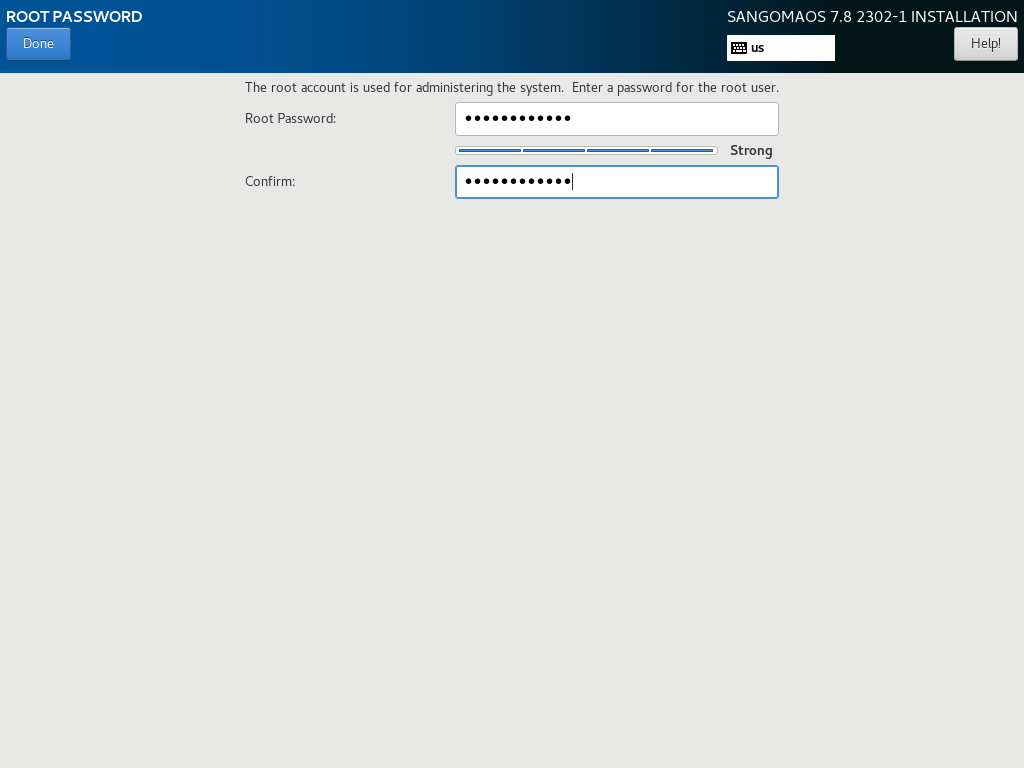 ROOT PASSWORD
SANGOMAOS 7.8 2302-1 INSTALLATION
Done
us
Help!
The root account is used for administering the system.  Enter a password for the root user.
Root Password:
●●●●●●●●●●●●
Strong
Confirm:
●●●●●●●●●●●●